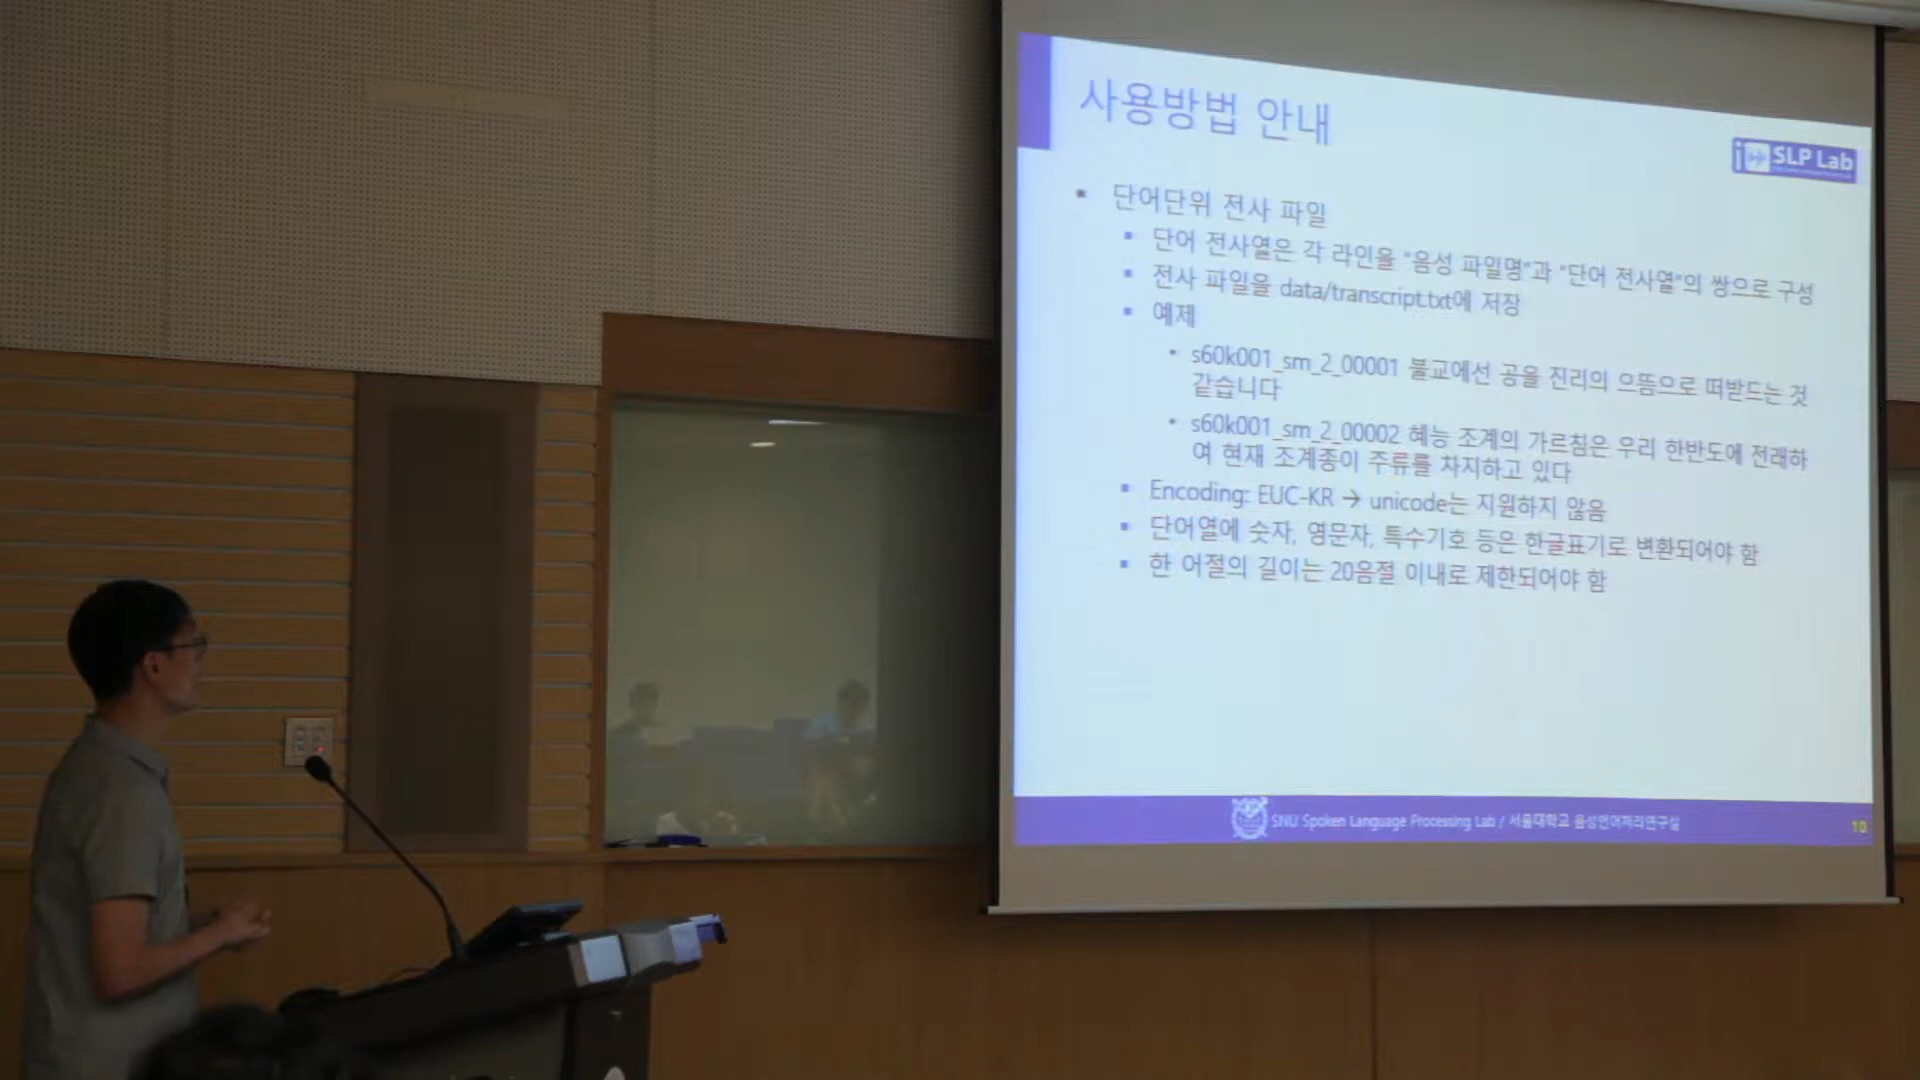 사용방법 안내
SLP Lab
단어단위 전사 파일
단어 전사열은 각 라인을 "음성 파일명"과 "단어 전사열"의 쌍으로 구성
전사 파일을 data/transcript.txt에 저장
예제
s60k001_sm_2_00001 불교에선 공을 진리의 으뜸으로 떠받드는 것
같습니다
s60k001_sm_2_00002 혜능 조계의 가르침은 우리 한반도에 전래하
여 현재 조계종이 주류를 차지하고 있다
Encoding: EUC-KR → unicode는 지원하지 않음
단어열에 숫자, 영문자, 특수기호 등은 한글표기로 변환되어야 함
한 어절의 길이는 20음절 이내로 제한되어야 함
SNU Spoken Language Processing Lab / 서울대학교 음성언어처리연구실
10